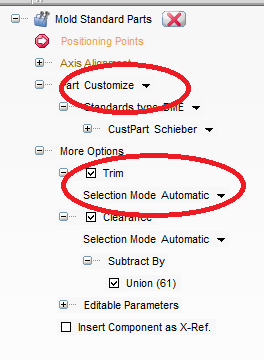 Mold Standard Parts
Positioning Points
Axis Alignment
Part Customize
Standards type DME
CustPart Schieber
More Options
Trim
Selection Mode Automatic
Clearance
Selection Mode Automatic
Subtract By
Union (61)
Editable Parameters
Insert Component as X-Ref.